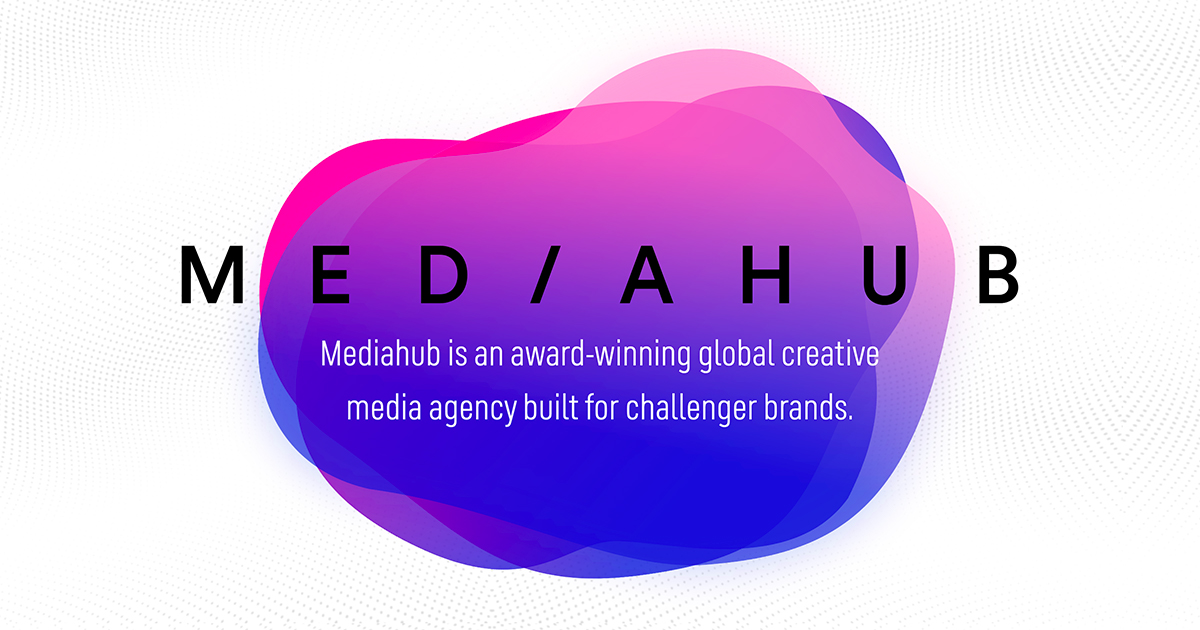 MED/AHUB
Mediahub is an award-winning global creative
media agency built for challenger brands.